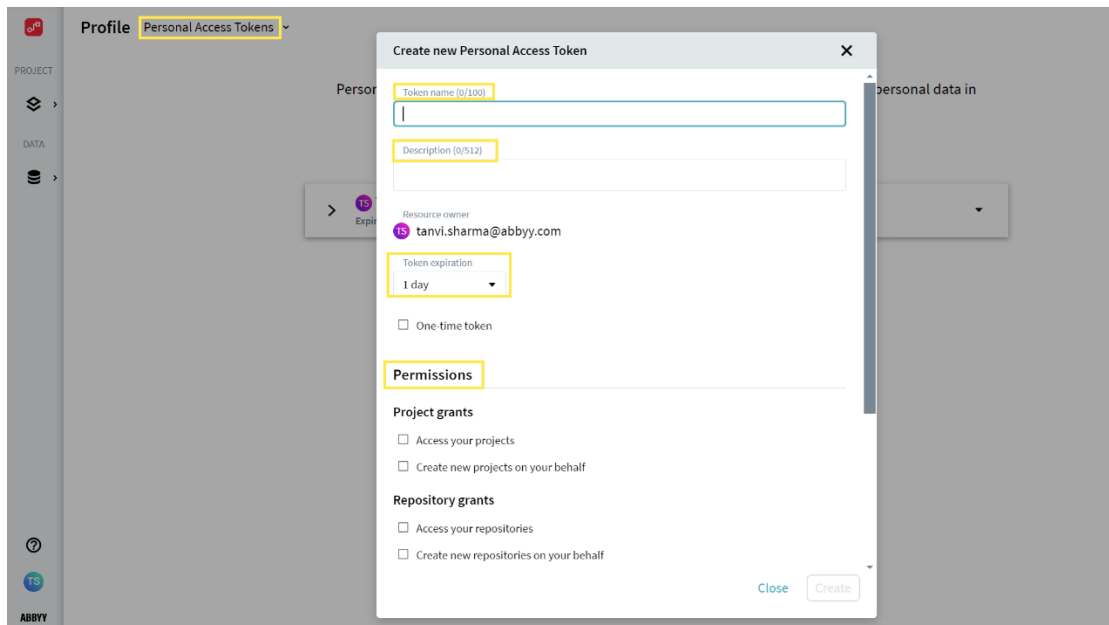 Profile Personal Access Tokens
PROJECT
DATA
Create new Personal Access Token
personal data in
Token name (0/100)
Description (0/512)
TS
Resource owner
TS tanvi.sharma@abbyy.com
Token expiration
1 day
One-time token
Permissions
Project grants
Access your projects
Create new projects on your behalf
Repository grants
Access your repositories
Create new repositories on your behalf
Close Create
TS
ABBYY